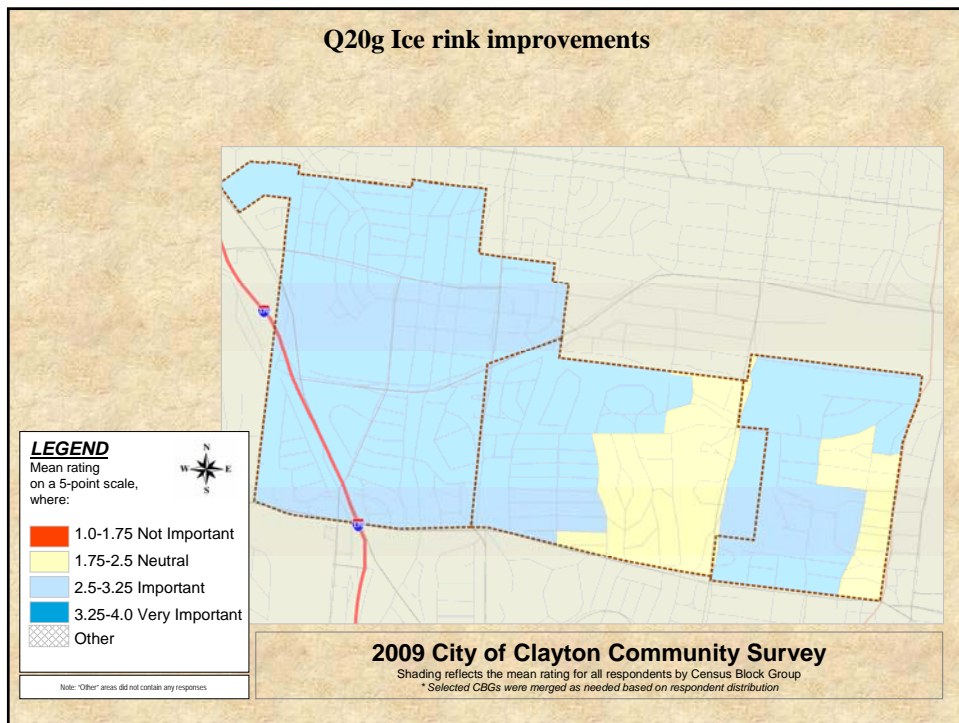 Q20g Ice rink improvements
170
170
LEGEND
Mean rating
on a 5-point scale,
where:
N
W E
S
1.0-1.75 Not Important
1.75-2.5 Neutral
2.5-3.25 Important
3.25-4.0 Very Important
Other
Note: "Other" areas did not contain any responses
2009 City of Clayton Community Survey
Shading reflects the mean rating for all respondents by Census Block Group
* Selected CBGs were merged as needed based on respondent distribution